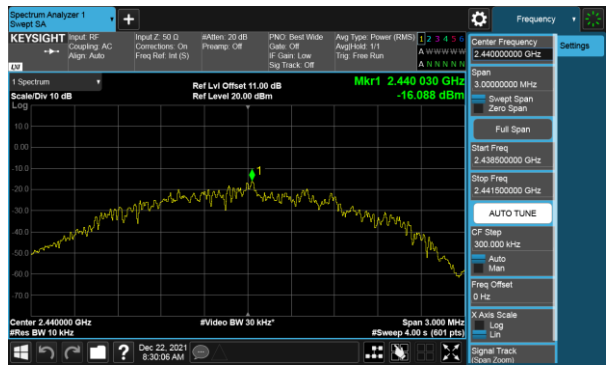 Spectrum Analyzer 1
Swept SA
+
Frequency
KEYSIGHT
Input: RF
Coupling: AC
Align: Auto
Input Z: 50 Ω
Corrections: On
Freq Ref: Int (S)
#Atten: 20 dB
Preamp: Off
PNO: Best Wide
Gate: Off
IF Gain: Low
Sig Track: Off
Avg Type: Power (RMS)
Avg|Hold: 1/1
Trig: Free Run
1 2 3 4 5 6
A W W W W W
A N N N N N
LXI
1 Spectrum
Scale/Div 10 dB
Ref Lvl Offset 11.00 dB
Ref Level 20.00 dBm
Mkr1 2.440 030 GHz
-16.088 dBm
Log
10.0
0.00
-10.0
-20.0
-30.0
-40.0
-50.0
-60.0
-70.0
1
Center 2.440000 GHz
#Res BW 10 kHz
#Video BW 30 kHz*
Span 3.000 MHz
#Sweep 4.00 s (601 pts)
Dec 22, 2021
8:30:06 AM
?
Center Frequency
2.440000000 GHz
Settings
Span
3.00000000 MHz
Swept Span
Zero Span
Full Span
Start Freq
2.438500000 GHz
Stop Freq
2.441500000 GHz
AUTO TUNE
CF Step
300.000 kHz
Auto
Man
Freq Offset
0 Hz
X Axis Scale
Log
Lin
Signal Track
(Span Zoom)